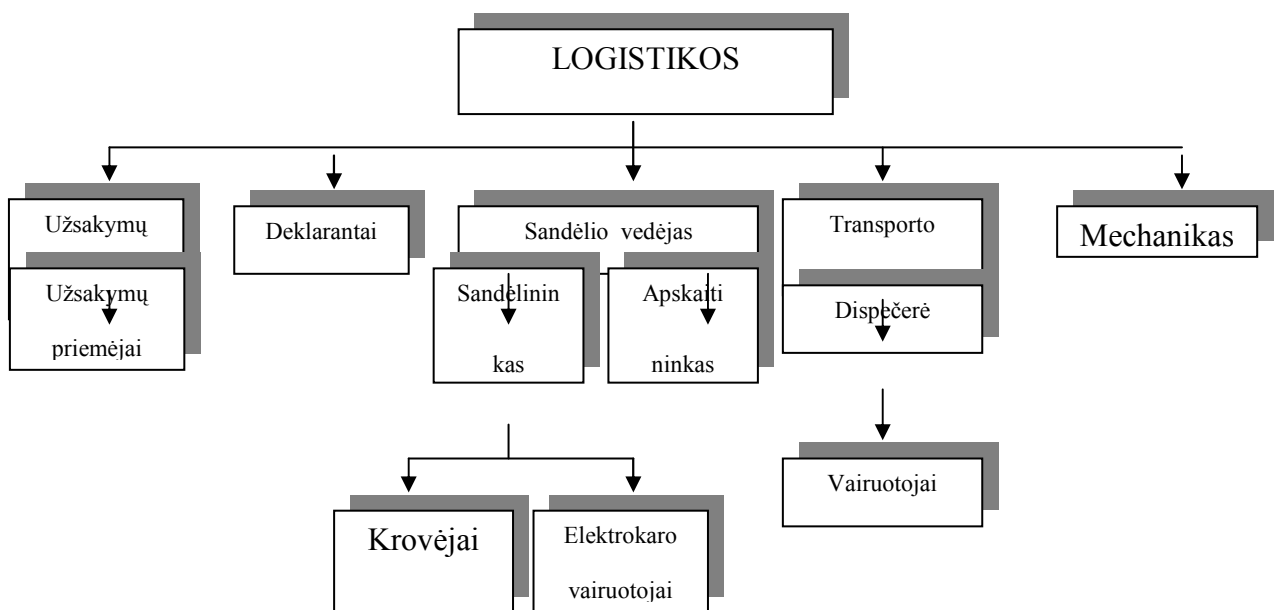 LOGISTIKOS
Užsakymų
Deklarantai
Sandėlio vedėjas
Transporto
Mechanikas
Užsakymų
priemėjai
Sandėlinin
kas
Apskaiti
ninkas
Dispečerė
Vairuotojai
Krovėjai
Elektrokaro
vairuotojai